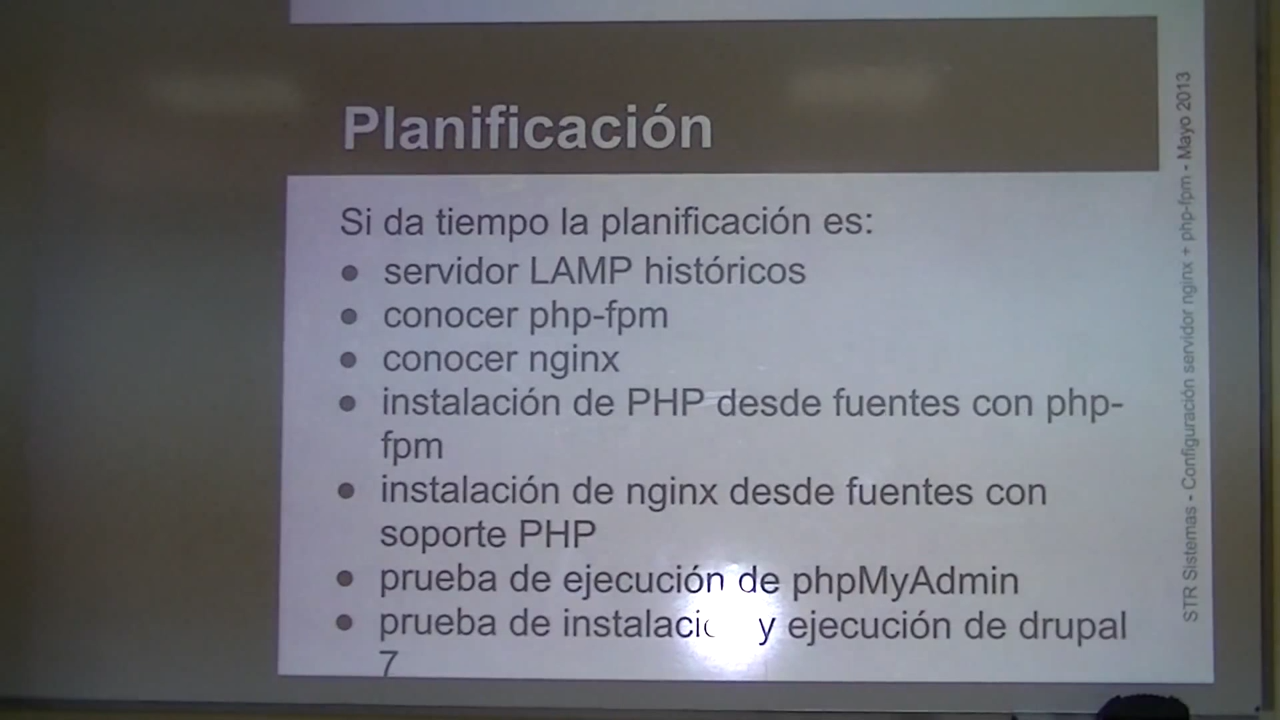 Planificación
Si da tiempo la planificación es:
● servidor LAMP históricos
● conocer php-fpm
● conocer nginx
● instalación de PHP desde fuentes con php-
fpm
● instalación de nginx desde fuentes con
soporte PHP
● prueba de ejecución de phpMyAdmin
● prueba de instalaci y ejecución de drupal
7
STR Sistemas - Configuración servidor nginx + php-fpm - Mayo 2013